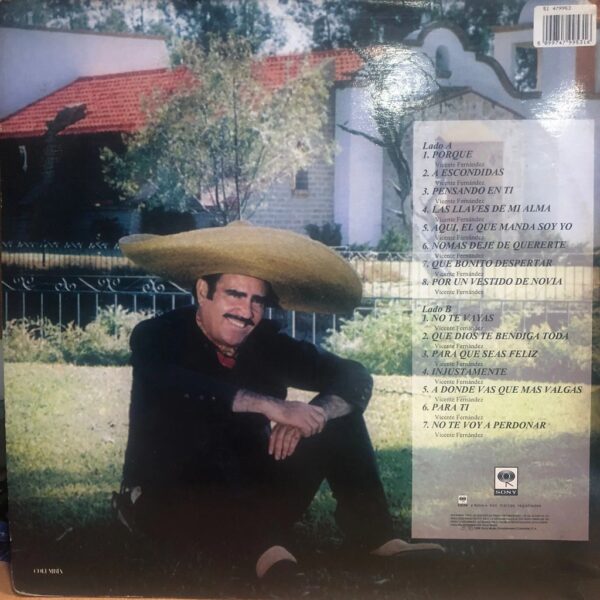 51 479953
5 099747 995316
Lado A
1. PORQUE
Vicente Fernández
2. A ESCONDIDAS
Vicente Fernández
3. PENSANDO EN TI
Vicente Fernández
4. LAS LLAVES DE MI ALMA
Vicente Fernández
5. AQUI, EL QUE MANDA SOY YO
Vicente Fernández
6. NOMAS DEJE DE QUERERTE
Vicente Fernández
7. QUE BONITO DESPERTAR
Vicente Fernández
8. POR UN VESTIDO DE NOVIA
Vicente Fernández
Lado B
1. NO TE VAYAS
Vicente Fernández
2. QUE DIOS TE BENDIGA TODA
Vicente Fernández
3. PARA QUE SEAS FELIZ
Vicente Fernández
4. INJUSTAMENTE
Vicente Fernández
5. A DONDE VAS QUE MAS VALGAS
Vicente Fernández
6. PARA TI
Vicente Fernández
7. NO TE VOY A PERDONAR
Vicente Fernández
SONY
COLUMBIA